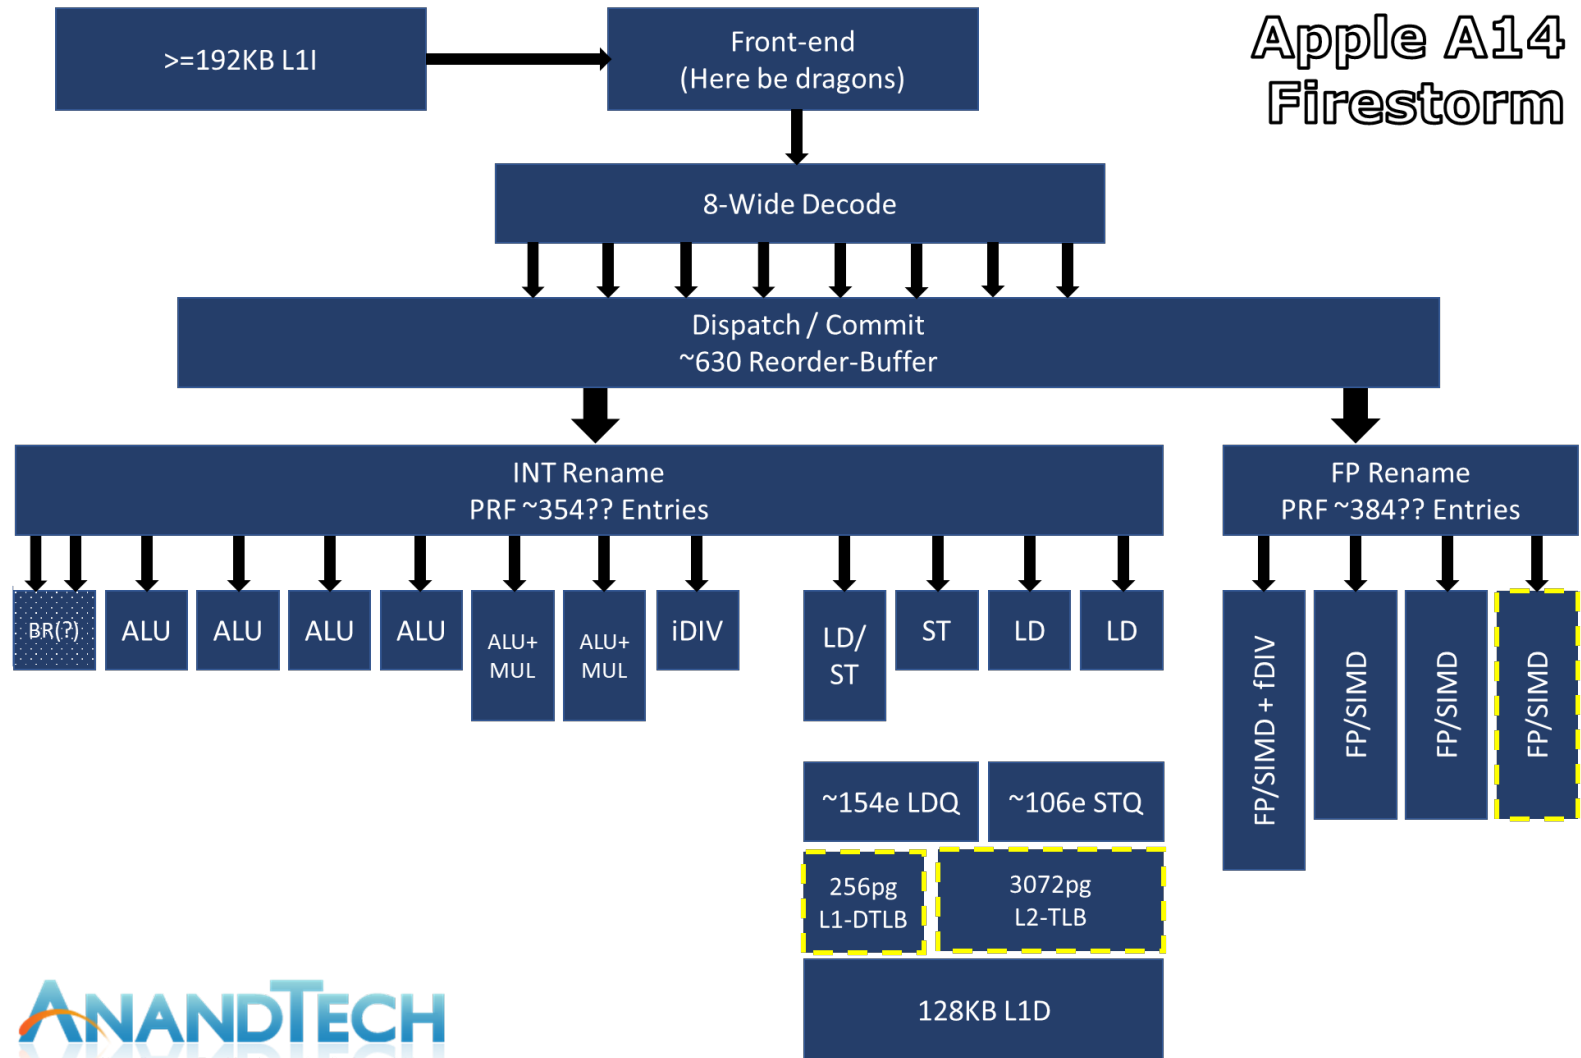 Apple A14
Firestorm
>=192KB L1I
Front-end
(Here be dragons)
8-Wide Decode
Dispatch / Commit
~630 Reorder-Buffer
INT Rename
PRF ~354?? Entries
FP Rename
PRF ~384?? Entries
BR(?)
ALU
ALU
ALU
ALU
ALU+
MUL
ALU+
MUL
iDIV
LD/
ST
ST
LD
LD
FP/SIMD + fDIV
FP/SIMD
FP/SIMD
FP/SIMD
~154e LDQ
~106e STQ
256pg
L1-DTLB
3072pg
L2-TLB
128KB L1D
ANANDTECH